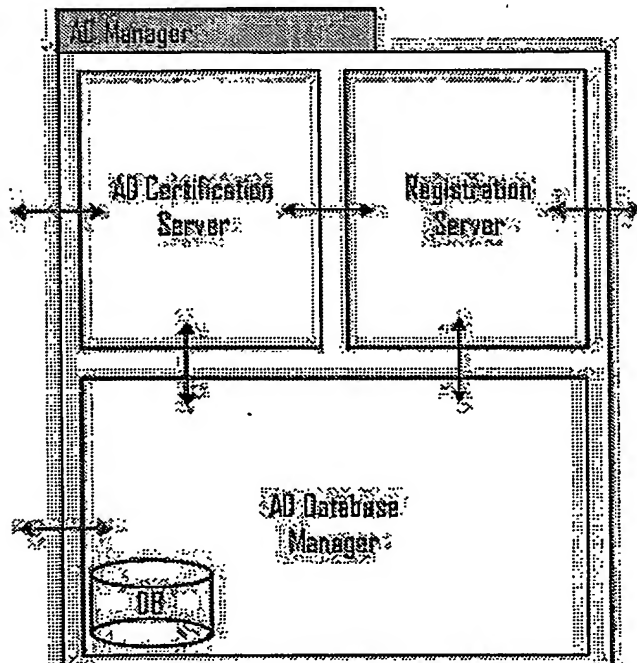 AD Manager
AD Certification
Server
Registration
Server
AD Database
Manager
DB